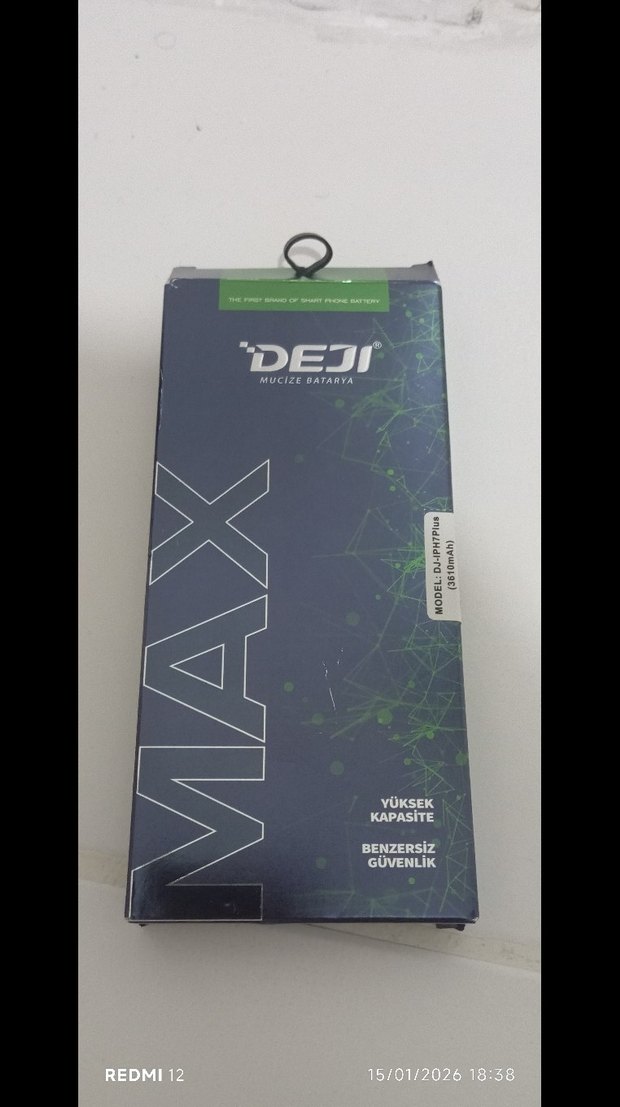 THE FIRST BRAND OF SMART PHONE BATTERY
DEJI®
MUCİZE BATARYA
MAX
MODEL: DJ-IPH7Plus
(3610mAh)
YÜKSEK
KAPASİTE
BENZERSİZ
GÜVENLİK
REDMI 12
15/01/2026 18:38